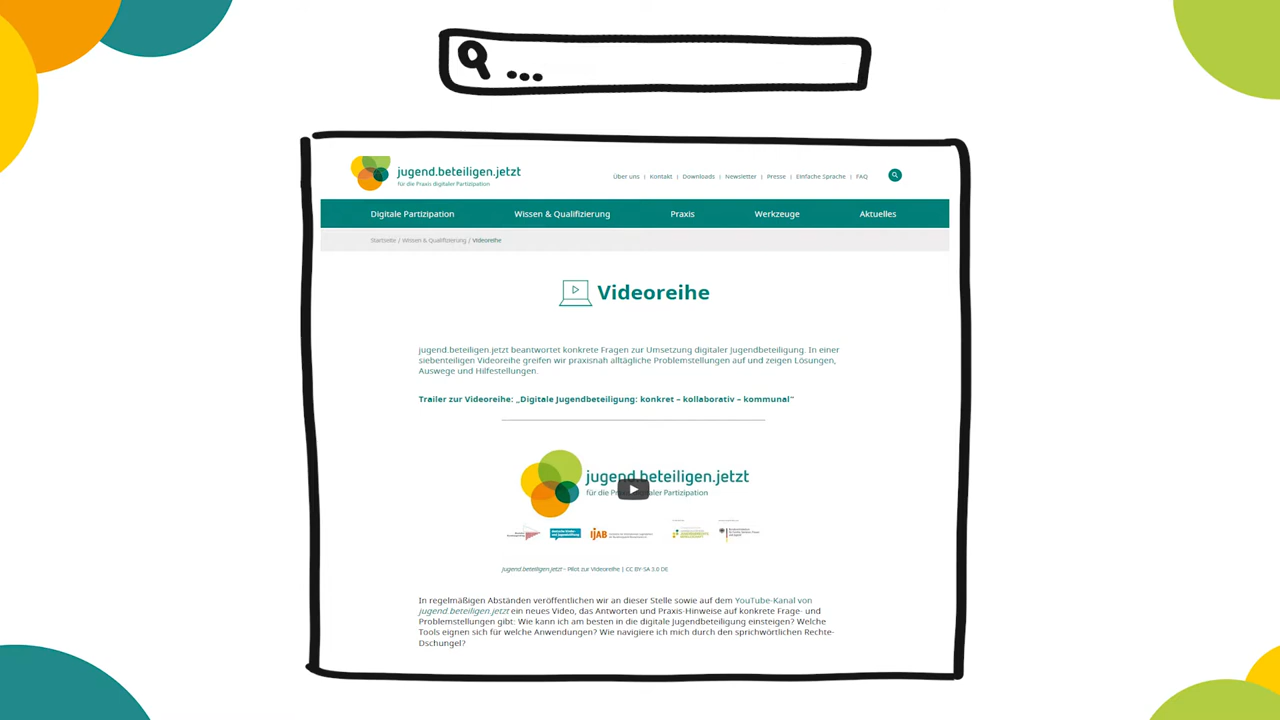 ...
jugend.beteiligen.jetzt
für die Praxis digitaler Partizipation
Über uns | Kontakt | Downloads | Newsletter | Presse | Einfache Sprache | FAQ
Digitale Partizipation Wissen & Qualifizierung Praxis Werkzeuge Aktuelles
Startseite / Wissen & Qualifizierung / Videoreihe
Videoreihe
jugend.beteiligen.jetzt beantwortet konkrete Fragen zur Umsetzung digitaler Jugendbeteiligung. In einer
siebenteiligen Videoreihe greifen wir praxisnah alltägliche Problemstellungen auf und zeigen Lösungen,
Auswege und Hilfestellungen.
Trailer zur Videoreihe: „Digitale Jugendbeteiligung: konkret – kollaborativ – kommunal"
jugend.beteiligen.jetzt
für die Praxis digitaler Partizipation
IJAB
jugend.beteiligen.jetzt - Pilot zur Videoreihe | CC BY-SA 3.0 DE
In regelmäßigen Abständen veröffentlichen wir an dieser Stelle sowie auf dem YouTube-Kanal von
jugend.beteiligen.jetzt ein neues Video, das Antworten und Praxis-Hinweise auf konkrete Frage- und
Problemstellungen gibt: Wie kann ich am besten in die digitale Jugendbeteiligung einsteigen? Welche
Tools eignen sich für welche Anwendungen? Wie navigiere ich mich durch den sprichwörtlichen Rechte-
Dschungel?